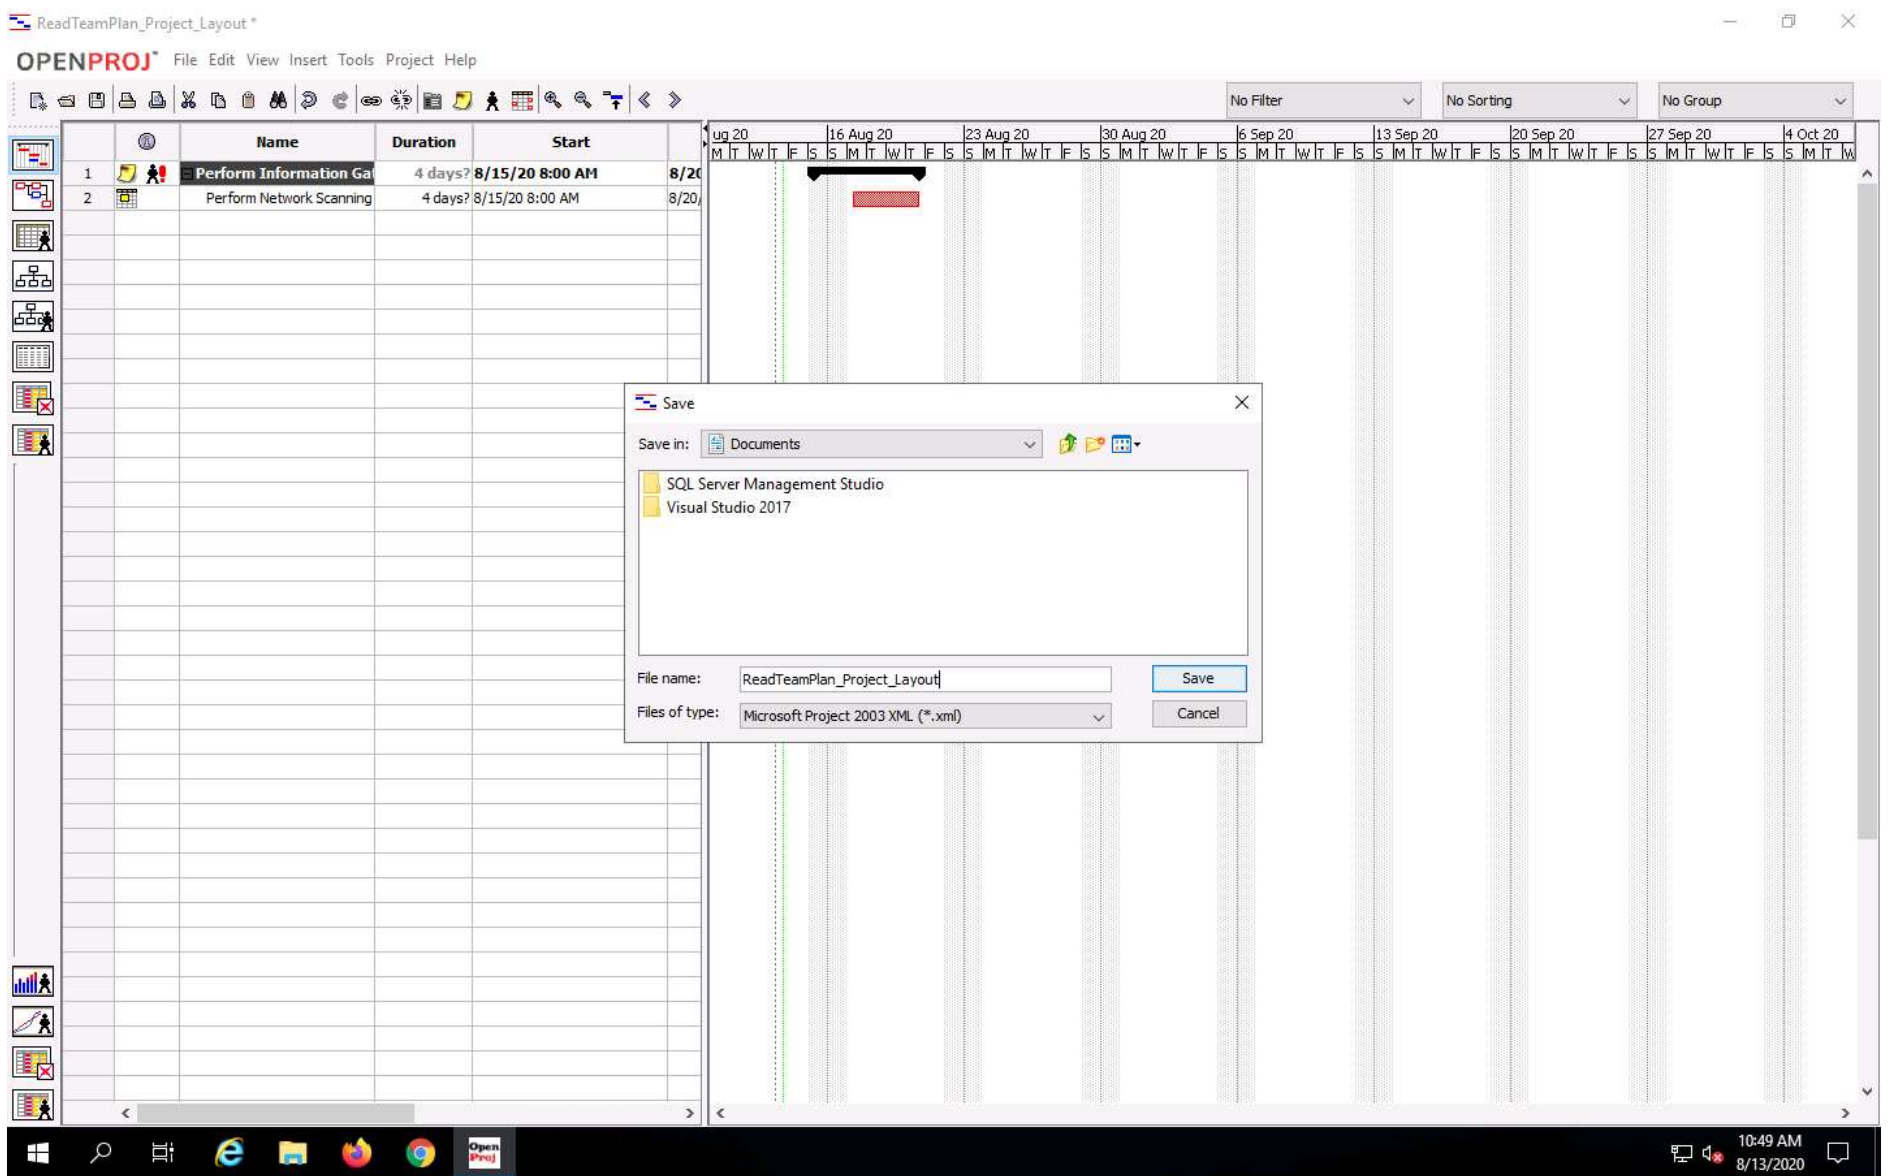 ReadTeamPlan_Project_Layout *
OPENPROJ™ File Edit View Insert Tools Project Help
No Filter No Sorting No Group
Name Duration Start
ug 20 16 Aug 20 23 Aug 20 30 Aug 20 6 Sep 20 13 Sep 20 20 Sep 20 27 Sep 20 4 Oct 20
M T W T F S S M T W T F S S M T W T F S S M T W T F S S M T W T F S S M T W T F S S M T W T F S S M T W T F S S M T W
1 Perform Information Gat 4 days? 8/15/20 8:00 AM 8/20
2 Perform Network Scanning 4 days? 8/15/20 8:00 AM 8/20/
Save
Save in: Documents
SQL Server Management Studio
Visual Studio 2017
File name: ReadTeamPlan_Project_Layout Save
Files of type: Microsoft Project 2003 XML (*.xml) Cancel
Open
Proj
10:49 AM
8/13/2020